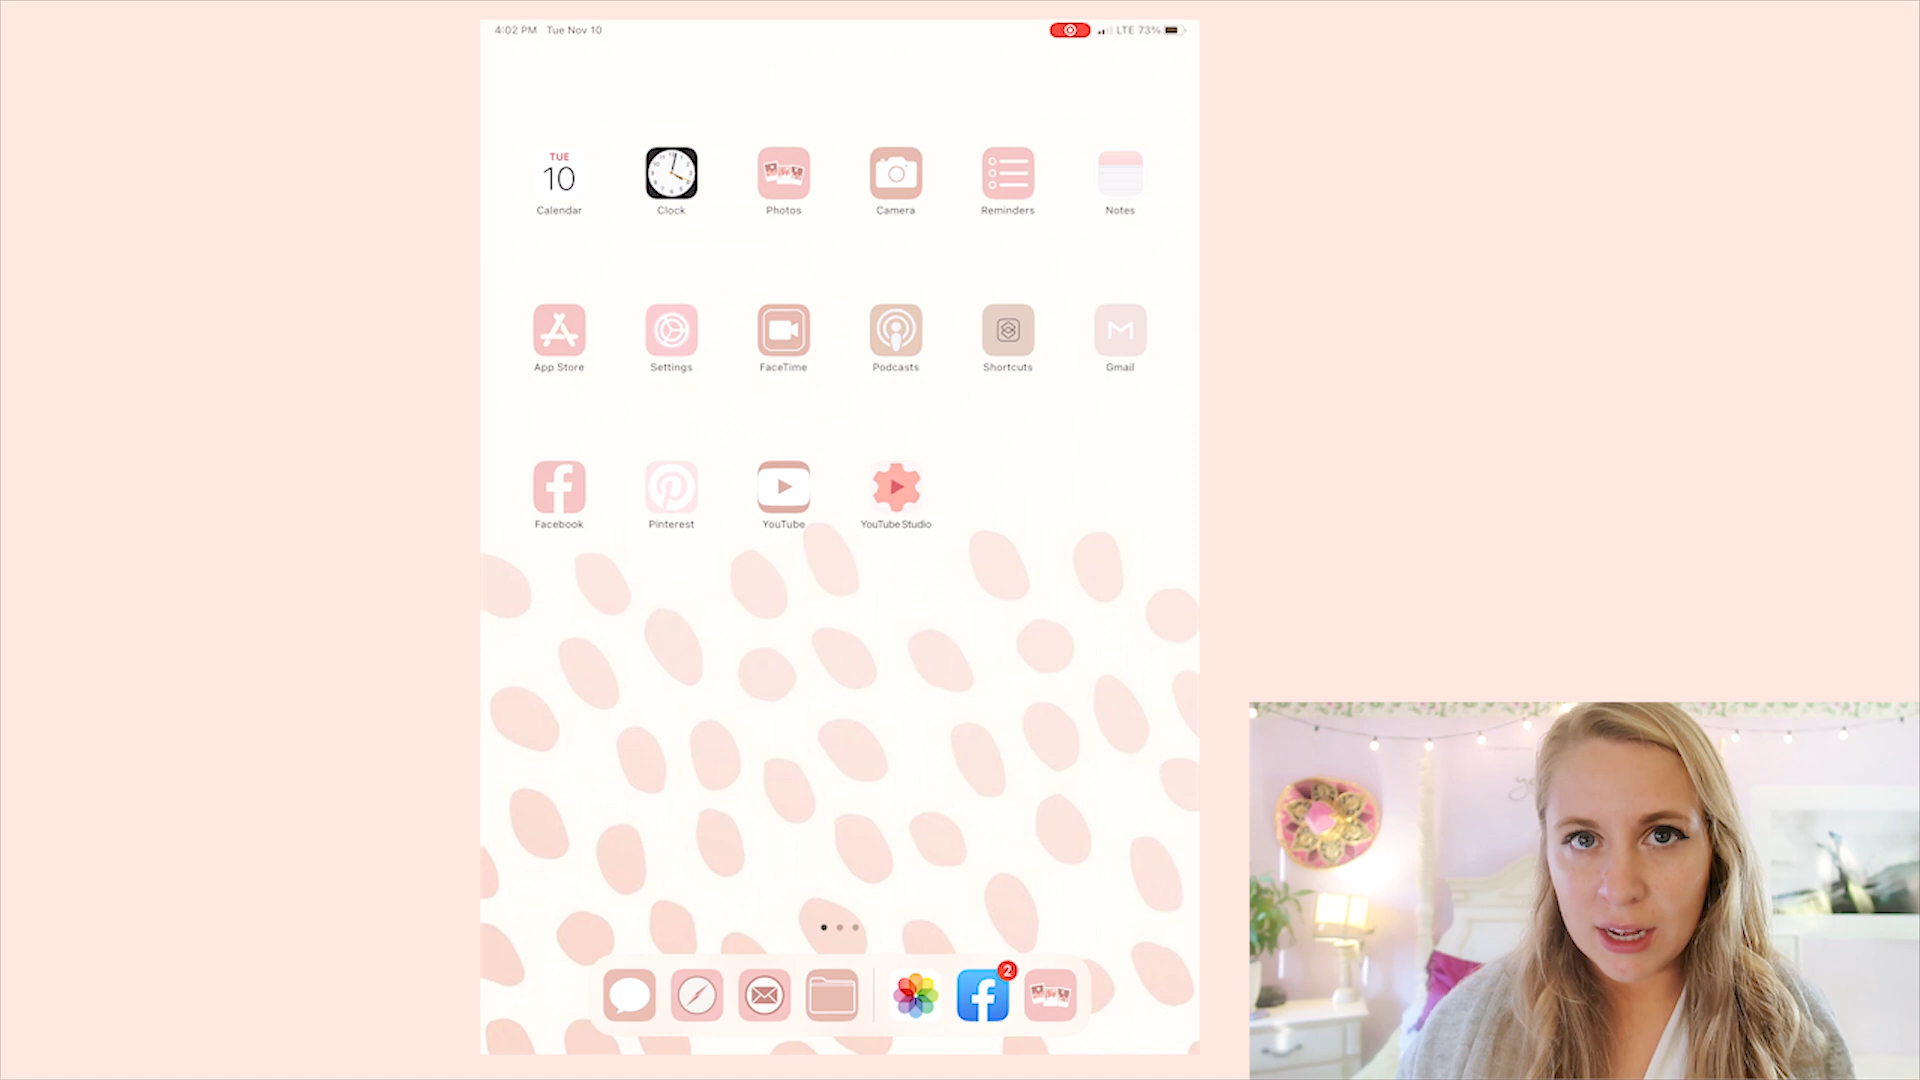 4:02 PM Tue Nov 10
LTE 73%
TUE
10
Calendar
Clock
Photos
Camera
Reminders
Notes
App Store
Settings
FaceTime
Podcasts
Shortcuts
Gmail
Facebook
Pinterest
YouTube
YouTube Studio
2